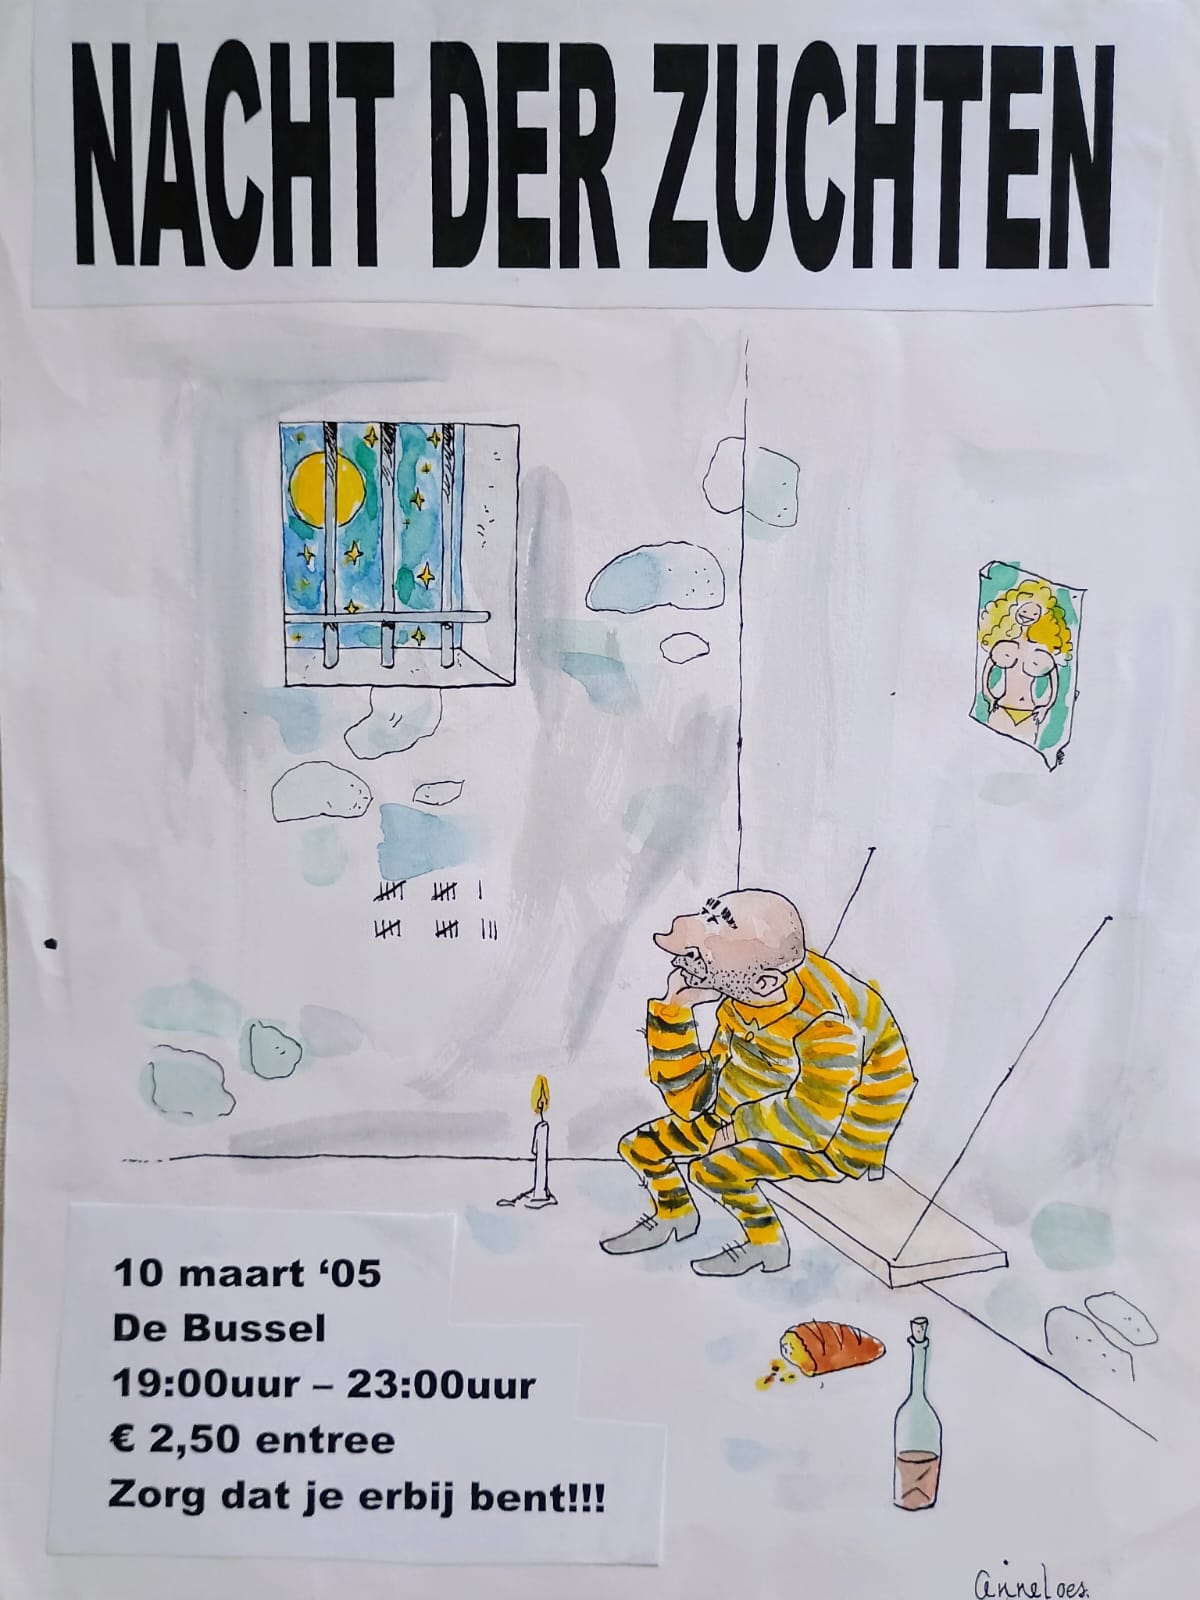 NACHT DER ZUCHTEN
10 maart ‘05
De Bussel
19:00uur – 23:00uur
€ 2,50 entree
Zorg dat je erbij bent!!!
anneloes.